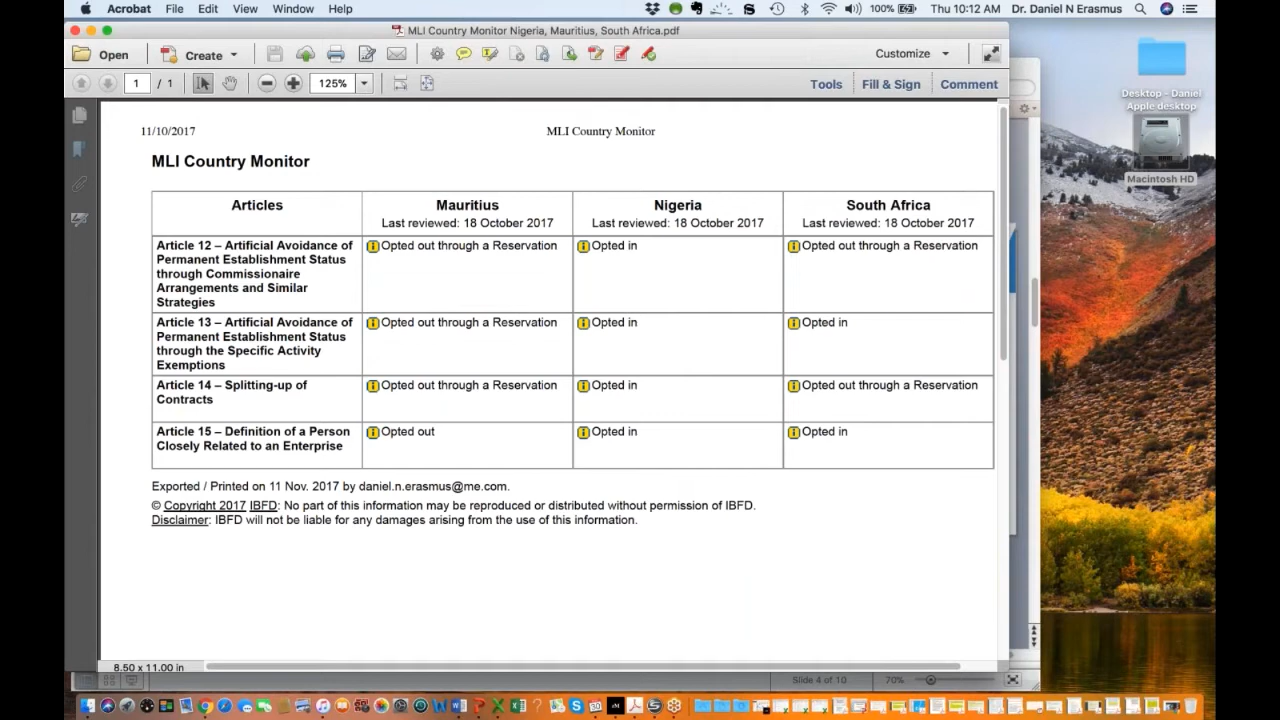 Acrobat File Edit View Window Help 100% Thu 10:12 AM Dr. Daniel N Erasmus
MLI Country Monitor Nigeria, Mauritius, South Africa.pdf
Open Create Customize
1 / 1 125% Tools Fill & Sign Comment
Desktop - Daniel
Apple desktop
Macintosh HD
11/10/2017 MLI Country Monitor
MLI Country Monitor
Articles Mauritius Nigeria South Africa
Last reviewed: 18 October 2017 Last reviewed: 18 October 2017 Last reviewed: 18 October 2017
Article 12 – Artificial Avoidance of Opted out through a Reservation Opted in Opted out through a Reservation
Permanent Establishment Status
through Commissionaire
Arrangements and Similar
Strategies
Article 13 – Artificial Avoidance of Opted out through a Reservation Opted in Opted in
Permanent Establishment Status
through the Specific Activity
Exemptions
Article 14 – Splitting-up of Opted out through a Reservation Opted in Opted out through a Reservation
Contracts
Article 15 – Definition of a Person Opted out Opted in Opted in
Closely Related to an Enterprise
Exported / Printed on 11 Nov. 2017 by daniel.n.erasmus@me.com.
© Copyright 2017 IBFD: No part of this information may be reproduced or distributed without permission of IBFD.
Disclaimer: IBFD will not be liable for any damages arising from the use of this information.
8.50 x 11.00 in
Slide 4 of 10 70%